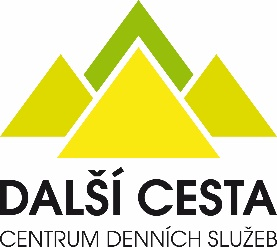 DALŠÍ CESTA
CENTRUM DENNÍCH SLUŽEB